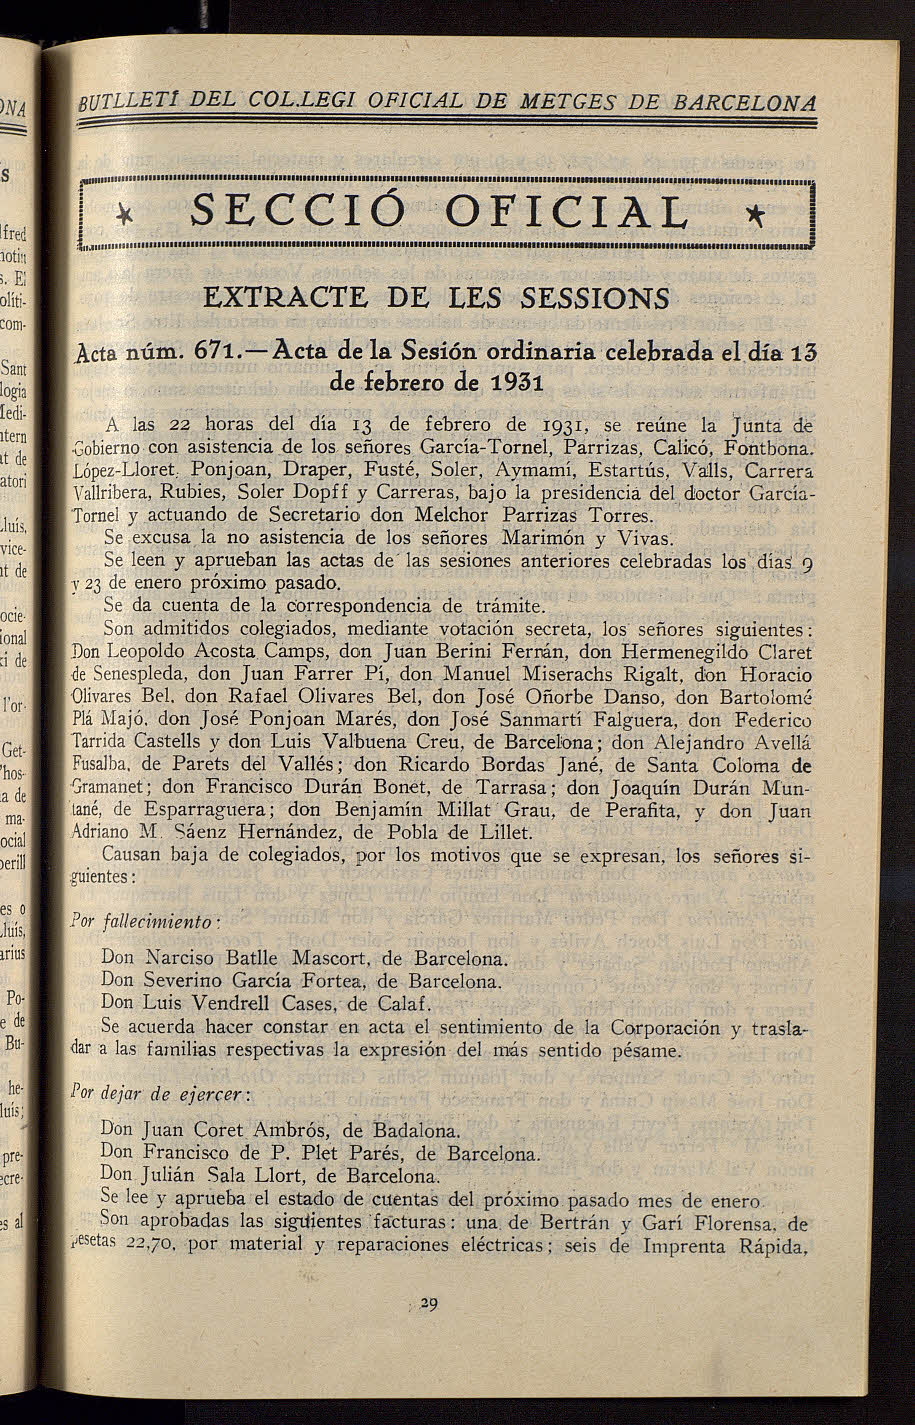 BUTLLETÍ DEL COL.LEGI OFICIAL DE METGES DE BARCELONA
SECCIÓ OFICIAL
EXTRACTE DE LES SESSIONS
Acta núm. 671.—Acta de la Sesión ordinaria celebrada el día 13
de febrero de 1931
A las 22 horas del día 13 de febrero de 1931, se reúne la Junta de
Gobierno con asistencia de los señores García-Tornel, Parrizas, Calicó, Fontbona,
López-Lloret, Ponjoan, Draper, Fusté, Soler, Aymamí, Estartús, Valls, Carrera
Vallribera, Rubies, Soler Dopff y Carreras, bajo la presidencia del doctor García-
Tornel y actuando de Secretario don Melchor Parrizas Torres.
Se excusa la no asistencia de los señores Marimón y Vivas.
Se leen y aprueban las actas de las sesiones anteriores celebradas los días 9
y 23 de enero próximo pasado.
Se da cuenta de la correspondencia de trámite.
Son admitidos colegiados, mediante votación secreta, los señores siguientes:
Don Leopoldo Acosta Camps, don Juan Berini Ferrán, don Hermenegildo Claret
de Senespleda, don Juan Farrer Pí, don Manuel Miserachs Rigalt, don Horacio
Olivares Bel, don Rafael Olivares Bel, don José Oñorbe Danso, don Bartolomé
Plá Majó, don José Ponjoan Marés, don José Sanmartí Falguera, don Federico
Tarrida Castells y don Luis Valbuena Creu, de Barcelona; don Alejandro Avellá
Fusalba, de Parets del Vallés; don Ricardo Bordas Jané, de Santa Coloma de
Gramanet; don Francisco Durán Bonet, de Tarrasa; don Joaquín Durán Mun-
tané, de Esparraguera; don Benjamín Millat Grau, de Perafita, y don Juan
Adriano M. Sáenz Hernández, de Pobla de Lillet.
Causan baja de colegiados, por los motivos que se expresan, los señores si-
guientes:
Por fallecimiento:
Don Narciso Batlle Mascort, de Barcelona.
Don Severino García Fortea, de Barcelona.
Don Luis Vendrell Cases, de Calaf.
Se acuerda hacer constar en acta el sentimiento de la Corporación y trasla-
dar a las familias respectivas la expresión del más sentido pésame.
Por dejar de ejercer:
Don Juan Coret Ambrós, de Badalona.
Don Francisco de P. Plet Parés, de Barcelona.
Don Julián Sala Llort, de Barcelona.
Se lee y aprueba el estado de cuentas del próximo pasado mes de enero.
Son aprobadas las siguientes facturas: una de Bertrán y Garí Florensa, de
pesetas 22,70, por material y reparaciones eléctricas; seis de Imprenta Rápida,
29